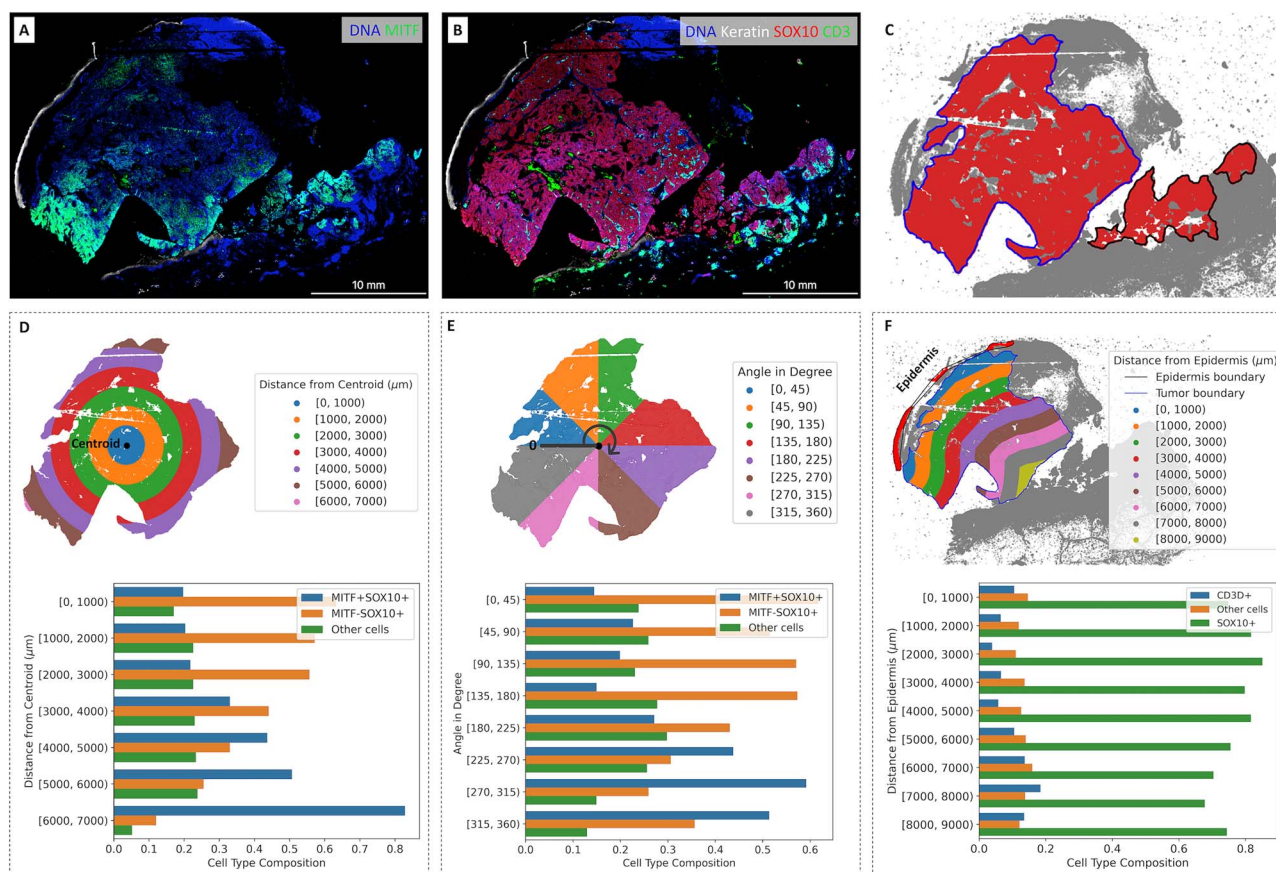 A
DNA MITF
10 mm
B
DNA Keratin SOX10 CD3
10 mm
C
D
Centroid
Distance from Centroid (μm)
[0, 1000)
[1000, 2000)
[2000, 3000)
[3000, 4000)
[4000, 5000)
[5000, 6000)
[6000, 7000)
Distance from Centroid (μm)
[0, 1000)
[1000, 2000)
[2000, 3000)
[3000, 4000)
[4000, 5000)
[5000, 6000)
[6000, 7000)
MITF+SOX10+
MITF-SOX10+
Other cells
0.0 0.1 0.2 0.3 0.4 0.5 0.6 0.7 0.8
Cell Type Composition
E
0
Angle in Degree
[0, 45)
[45, 90)
[90, 135)
[135, 180)
[180, 225)
[225, 270)
[270, 315)
[315, 360)
Angle in Degree
[0, 45)
[45, 90)
[90, 135)
[135, 180)
[180, 225)
[225, 270)
[270, 315)
[315, 360)
MITF+SOX10+
MITF-SOX10+
Other cells
0.0 0.1 0.2 0.3 0.4 0.5 0.6
Cell Type Composition
F
Epidermis
Distance from Epidermis (μm)
Epidermis boundary
Tumor boundary
[0, 1000)
[1000, 2000)
[2000, 3000)
[3000, 4000)
[4000, 5000)
[5000, 6000)
[6000, 7000)
[7000, 8000)
[8000, 9000)
Distance from Epidermis (μm)
[0, 1000)
[1000, 2000)
[2000, 3000)
[3000, 4000)
[4000, 5000)
[5000, 6000)
[6000, 7000)
[7000, 8000)
[8000, 9000)
CD3D+
Other cells
SOX10+
0.0 0.2 0.4 0.6 0.8
Cell Type Composition